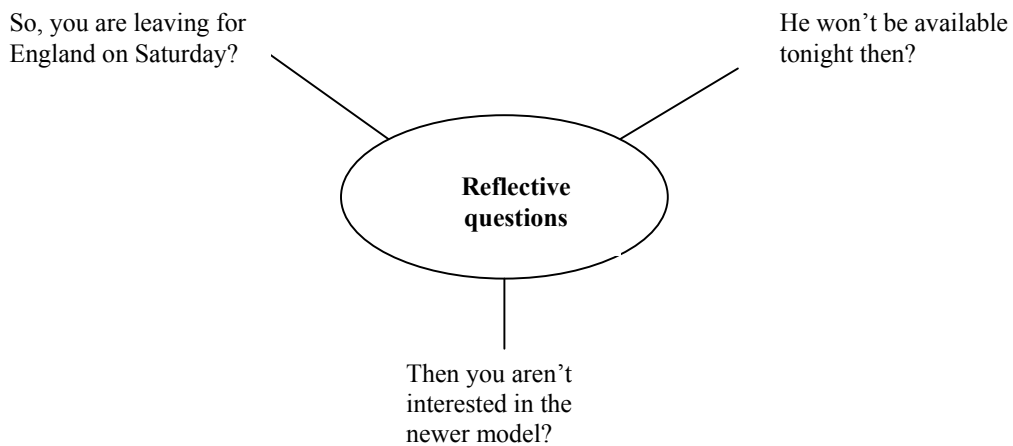 So, you are leaving for
England on Saturday?
He won’t be available
tonight then?
Reflective
questions
Then you aren’t
interested in the
newer model?